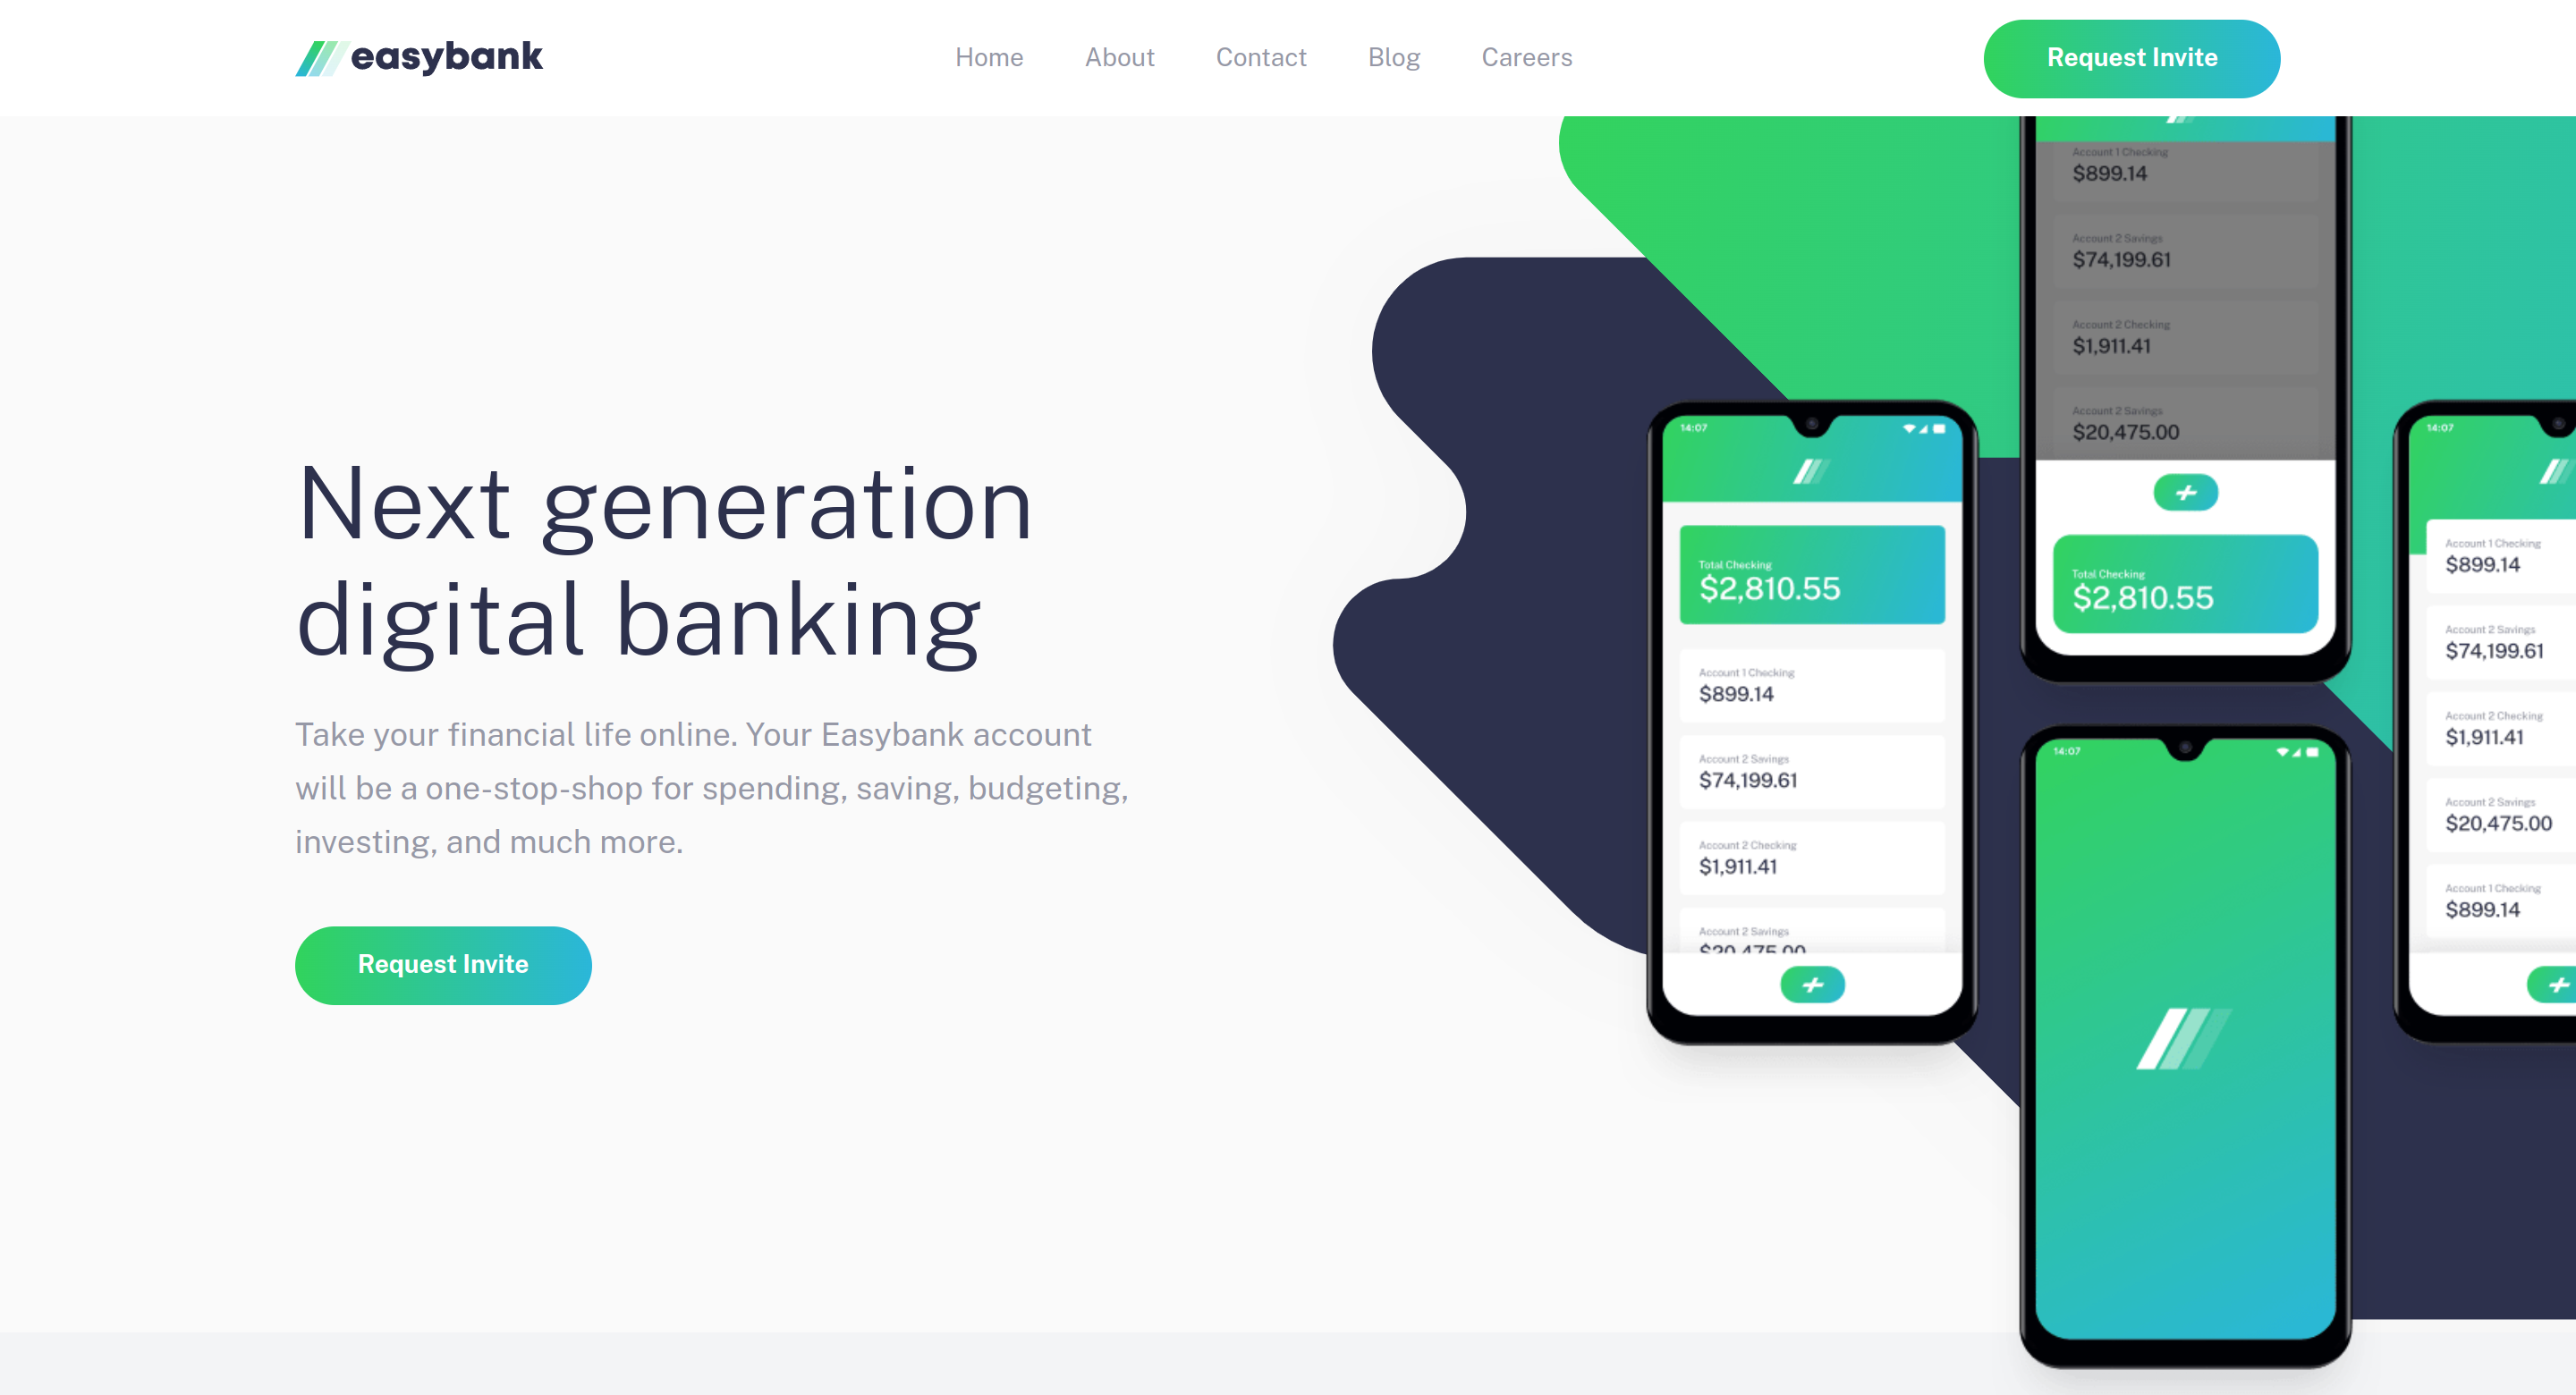 easybank
Home
About
Contact
Blog
Careers
Request Invite
Next generation
digital banking
Take your financial life online. Your Easybank account
will be a one-stop-shop for spending, saving, budgeting,
investing, and much more.
Request Invite
14:07
Total Checking
$2,810.55
Account 1 Checking
$899.14
Account 2 Savings
$74,199.61
Account 2 Checking
$1,911.41
Account 2 Savings
$20,475.00
Account 1 Checking
$899.14
Account 2 Savings
$74,199.61
Account 2 Checking
$1,911.41
Account 2 Savings
$20,475.00
Total Checking
$2,810.55
14:07
14:07
Account 1 Checking
$899.14
Account 2 Savings
$74,199.61
Account 2 Checking
$1,911.41
Account 2 Savings
$20,475.00
Account 1 Checking
$899.14